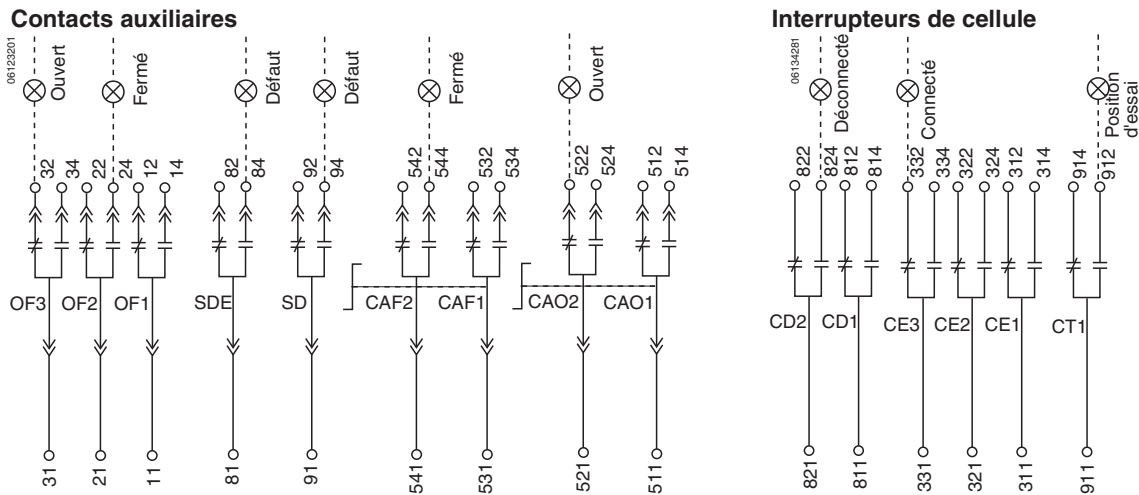 Contacts auxiliaires
Interrupteurs de cellule
06123201
Ouvert
Fermé
Défaut
Défaut
Fermé
Ouvert
06134281
Déconnecté
Connecté
Position
d'essai
32
34
22
24
12
14
82
84
92
94
542
544
532
534
522
524
512
514
822
824
812
814
332
334
322
324
312
314
914
912
OF3
OF2
OF1
SDE
SD
CAF2
CAF1
CAO2
CAO1
CD2
CD1
CE3
CE2
CE1
CT1
31
21
11
81
91
541
531
521
511
821
811
331
321
311
911